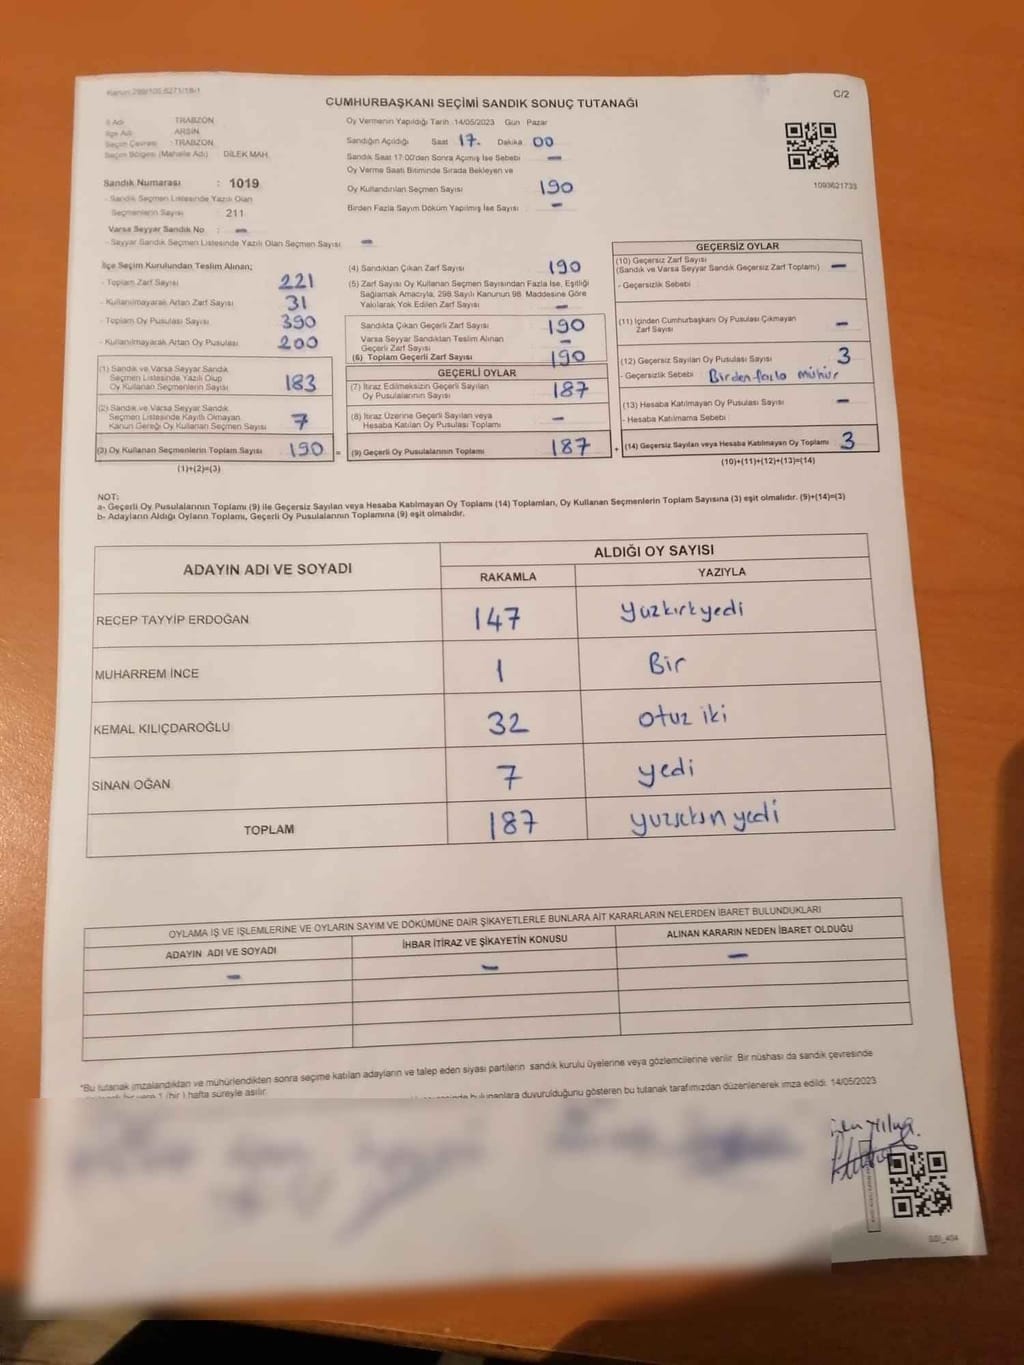 Karun:298/105,6271/18/1
C/2
CUMHURBAŞKANI SEÇİMİ SANDIK SONUÇ TUTANAĞI
İl Adı : TRABZON
İlçe Adı : ARSİN
Seçim Çevresi : TRABZON
Seçim Bölgesi (Mahalle Adı) : DİLEK MAH.
Oy Vermenin Yapıldığı Tarih :14/05/2023 Gün : Pazar
Sandığın Açıldığı Saat 17. Dakika 00
Sandık Saat 17:00'den Sonra Açımış İse Sebebi : —
Oy Verme Saati Bitiminde Sırada Bekleyen ve
Oy Kullandırılan Seçmen Sayısı 190
Birden Fazla Sayım Döküm Yapılmış İse Sayısı : —
1093621733
Sandık Numarası : 1019
- Sandık Seçmen Listesinde Yazılı Olan
Seçmenlerin Sayısı : 211
Varsa Seyyar Sandık No : —
- Seyyar Sandık Seçmen Listesinde Yazılı Olan Seçmen Sayısı : —
İlçe Seçim Kurulundan Teslim Alınan;
- Toplam Zarf Sayısı : 221
- Kullanılmayarak Artan Zarf Sayısı : 31
- Toplam Oy Pusulası Sayısı : 390
- Kullanılmayarak Artan Oy Pusulası : 200
(1) Sandık ve Varsa Seyyar Sandık
Seçmen Listesinde Yazılı Olup
Oy Kullanan Seçmenlerin Sayısı 183
(2) Sandık ve Varsa Seyyar Sandık
Seçmen Listesinde Kayıtlı Olmayan
Kanun Gereği Oy Kullanan Seçmen Sayısı 7
(3) Oy Kullanan Seçmenlerin Toplam Sayısı 190 =
(1)+(2)=(3)
(4) Sandıktan Çıkan Zarf Sayısı 190
(5) Zarf Sayısı Oy Kullanan Seçmen Sayısından Fazla İse, Eşitliği
Sağlamak Amacıyla, 298 Sayılı Kanunun 98. Maddesine Göre
Yakılarak Yok Edilen Zarf Sayısı : —
Sandıkta Çıkan Geçerli Zarf Sayısı 190
Varsa Seyyar Sandıktan Teslim Alınan
Geçerli Zarf Sayısı : —
(6) Toplam Geçerli Zarf Sayısı 190
GEÇERLİ OYLAR
(7) İtiraz Edilmeksizin Geçerli Sayılan
Oy Pusulasının Sayısı 187
(8) İtiraz Üzerine Geçerli Sayılan veya
Hesaba Katılan Oy Pusulası Toplamı —
(9) Geçerli Oy Pusulalarının Toplamı 187 +
GEÇERSİZ OYLAR
(10) Geçersiz Zarf Sayısı
(Sandık ve Varsa Seyyar Sandık Geçersiz Zarf Toplamı) : —
- Geçersizlik Sebebi :
(11) İçinden Cumhurbaşkanı Oy Pusulası Çıkmayan
Zarf Sayısı : —
(12) Geçersiz Sayılan Oy Pusulası Sayısı : 3
- Geçersizlik Sebebi : Birden fazla mühür
(13) Hesaba Katılmayan Oy Pusulası Sayısı : —
- Hesaba Katılmama Sebebi :
(14) Geçersiz Sayılan veya Hesaba Katılmayan Oy Toplamı 3
(10)+(11)+(12)+(13)=(14)
NOT:
a- Geçerli Oy Pusulalarının Toplamı (9) ile Geçersiz Sayılan veya Hesaba Katılmayan Oy Toplamı (14) Toplamları, Oy Kullanan Seçmenlerin Toplam Sayısına (3) eşit olmalıdır. (9)+(14)=(3)
b- Adayların Aldığı Oyların Toplamı, Geçerli Oy Pusulalarının Toplamına (9) eşit olmalıdır.
ADAYIN ADI VE SOYADI
ALDIĞI OY SAYISI
RAKAMLA YAZIYLA
RECEP TAYYİP ERDOĞAN 147 yüzkırkyedi
MUHARREM İNCE 1 Bir
KEMAL KILIÇDAROĞLU 32 otuz iki
SİNAN OĞAN 7 yedi
TOPLAM 187 yüzseksen yedi
OYLAMA İŞ VE İŞLEMLERİNE VE OYLARIN SAYIM VE DÖKÜMÜNE DAİR ŞİKAYETLERLE BUNLARA AİT KARARLARIN NELERDEN İBARET BULUNDUKLARI
ADAYIN ADI VE SOYADI İHBAR İTİRAZ VE ŞİKAYETİN KONUSU ALINAN KARARIN NEDEN İBARET OLDUĞU
— — —
*Bu tutanak imzalandıktan ve mühürlendikten sonra seçime katılan adayların ve talep eden siyasi partilerin sandık kurulu üyelerine veya gözlemcilerine verilir. Bir nüshası da sandık çevresinde
1 (bir ) hafta süreyle asılır.
bulunanlara duyurulduğunu gösteren bu tutanak tarafımızdan düzenlenerek imza edildi. 14/05/2023